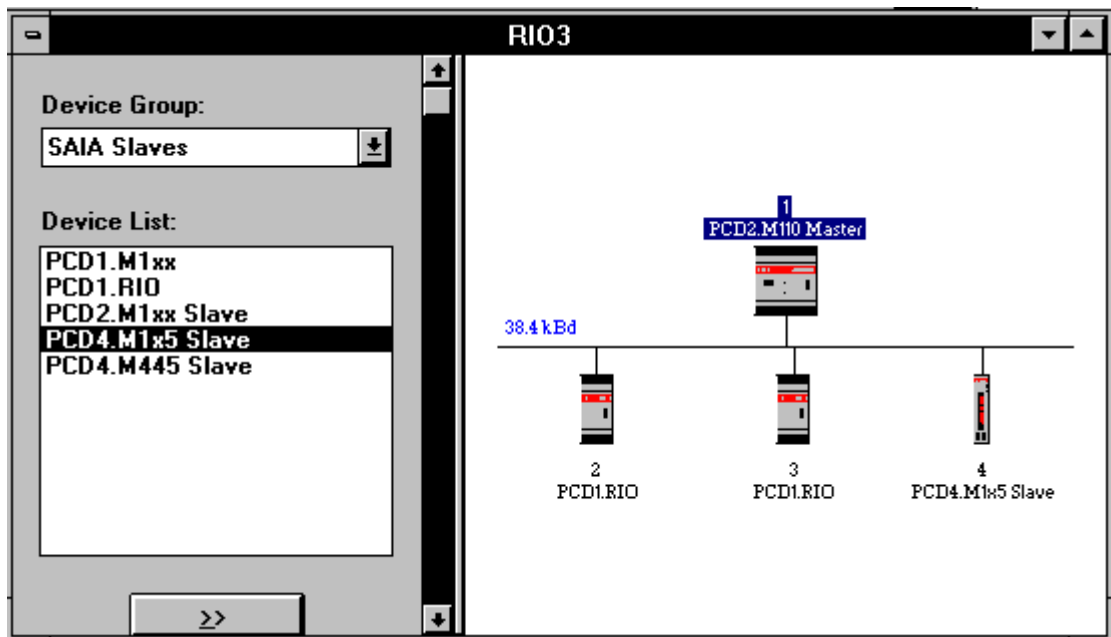 RIO3
Device Group:
SAIA Slaves
Device List:
PCD1.M1xx
PCD1.RIO
PCD2.M1xx Slave
PCD4.M1x5 Slave
PCD4.M445 Slave
>>
1
PCD2.M110 Master
38.4 kBd
2
PCD1.RIO
3
PCD1.RIO
4
PCD4.M1x5 Slave